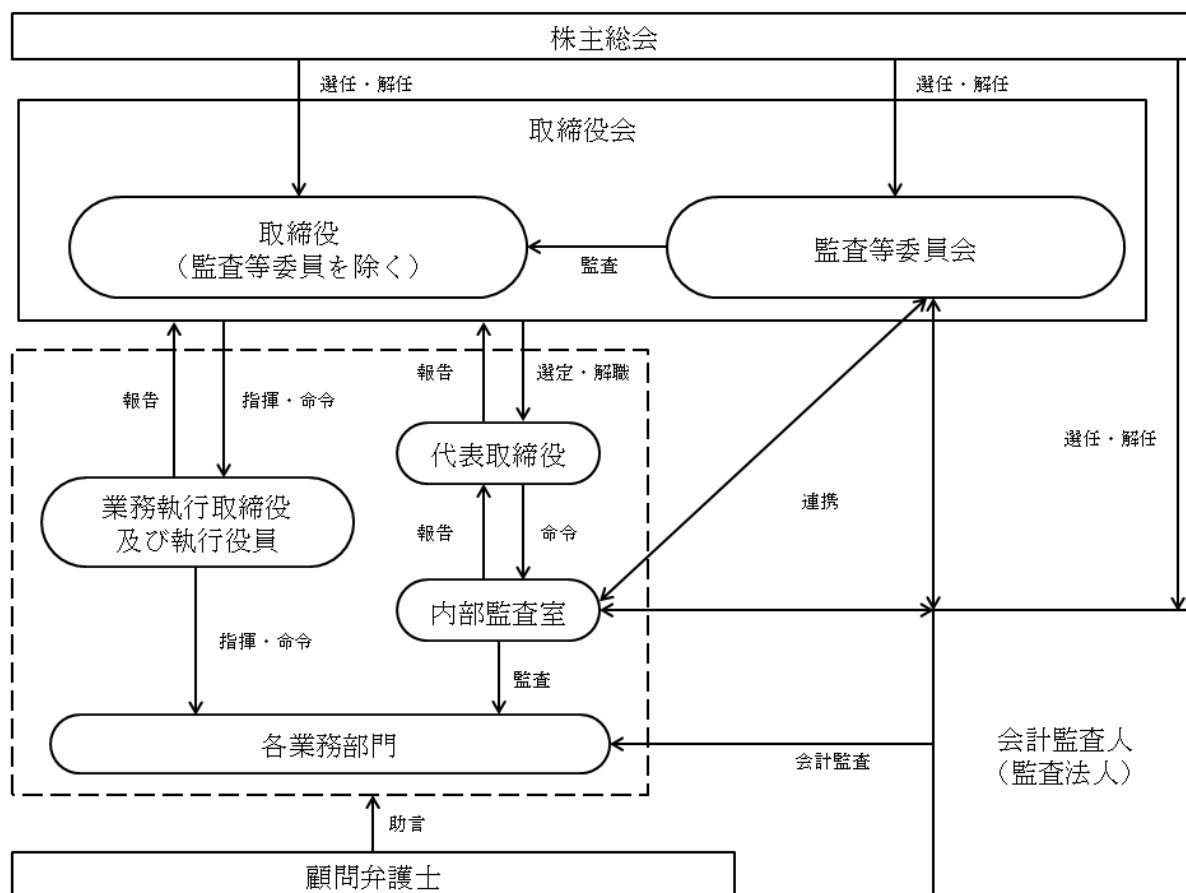 株主総会
選任・解任
選任・解任
取締役会
取締役
（監査等委員を除く）
監査等委員会
監査
報告
指揮・命令
報告
選定・解職
代表取締役
選任・解任
業務執行取締役
及び執行役員
報告
命令
連携
内部監査室
指揮・命令
監査
各業務部門
会計監査
会計監査人
（監査法人）
助言
顧問弁護士